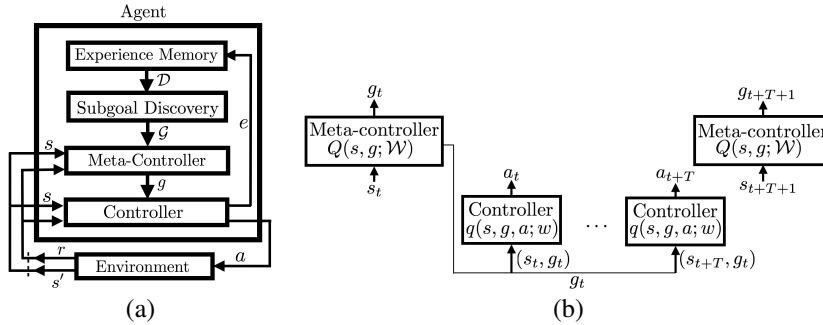 Agent
Experience Memory
𝒟
Subgoal Discovery
𝒢
e
s
Meta-Controller
g
s
Controller
r
a
Environment
s′
(a)
g_t
Meta-controller
Q(s, g; 𝒲)
s_t
a_t
Controller
q(s, g, a; w)
(s_t, g_t)
g_t
. . .
a_{t+T}
Controller
q(s, g, a; w)
(s_{t+T}, g_t)
g_{t+T+1}
Meta-controller
Q(s, g; 𝒲)
s_{t+T+1}
(b)